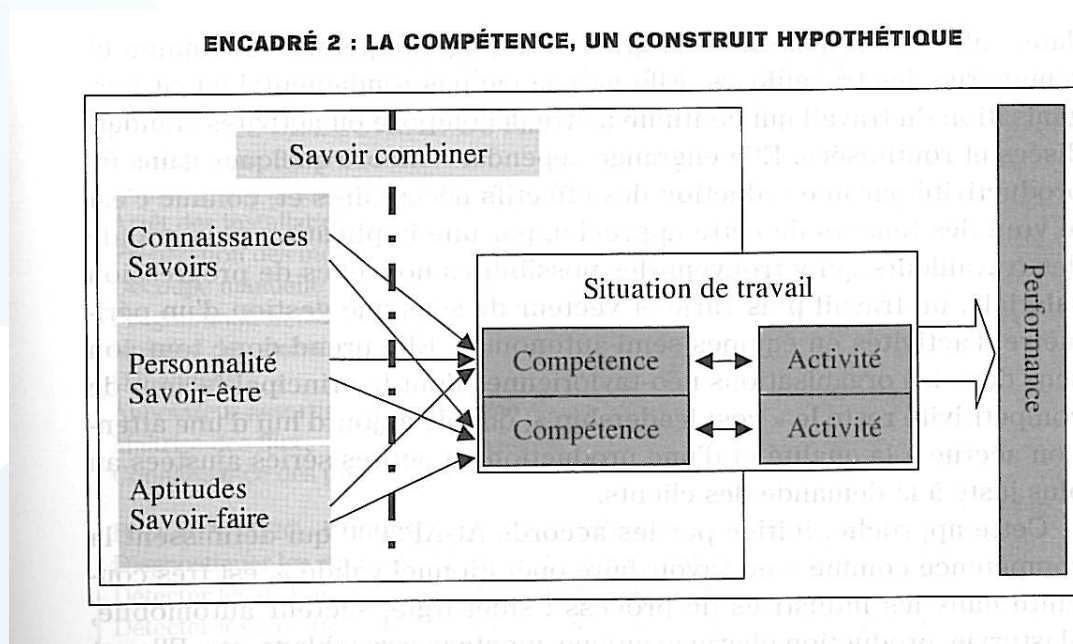 ENCADRÉ 2 : LA COMPÉTENCE, UN CONSTRUIT HYPOTHÉTIQUE
Savoir combiner
Connaissances
Savoirs
Personnalité
Savoir-être
Aptitudes
Savoir-faire
Situation de travail
Compétence
Activité
Compétence
Activité
Performance